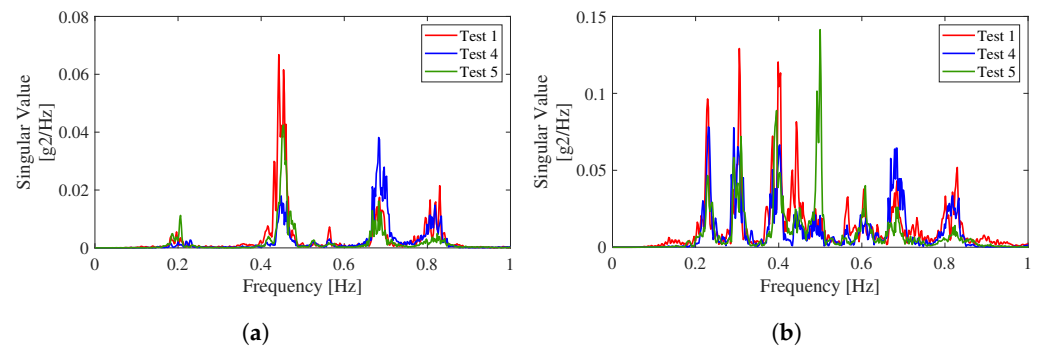 0.08
0.06
0.04
0.02
0
Singular Value
[g2/Hz]
0 0.2 0.4 0.6 0.8 1
Frequency [Hz]
Test 1
Test 4
Test 5
(a)
0.15
0.1
0.05
0
Singular Value
[g2/Hz]
0 0.2 0.4 0.6 0.8 1
Frequency [Hz]
Test 1
Test 4
Test 5
(b)